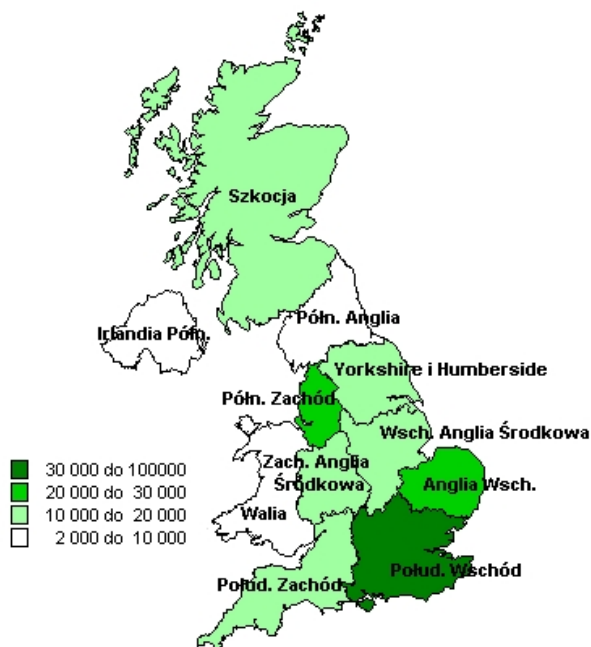 Szkocja
Półn. Anglia
Irlandia Półn.
Yorkshire i Humberside
Półn. Zachód
Wsch. Anglia Środkowa
Zach. Anglia
Środkowa
Anglia Wsch.
Walia
Połud. Wschód
Połud. Zachód
30 000 do 100000
20 000 do 30 000
10 000 do 20 000
2 000 do 10 000